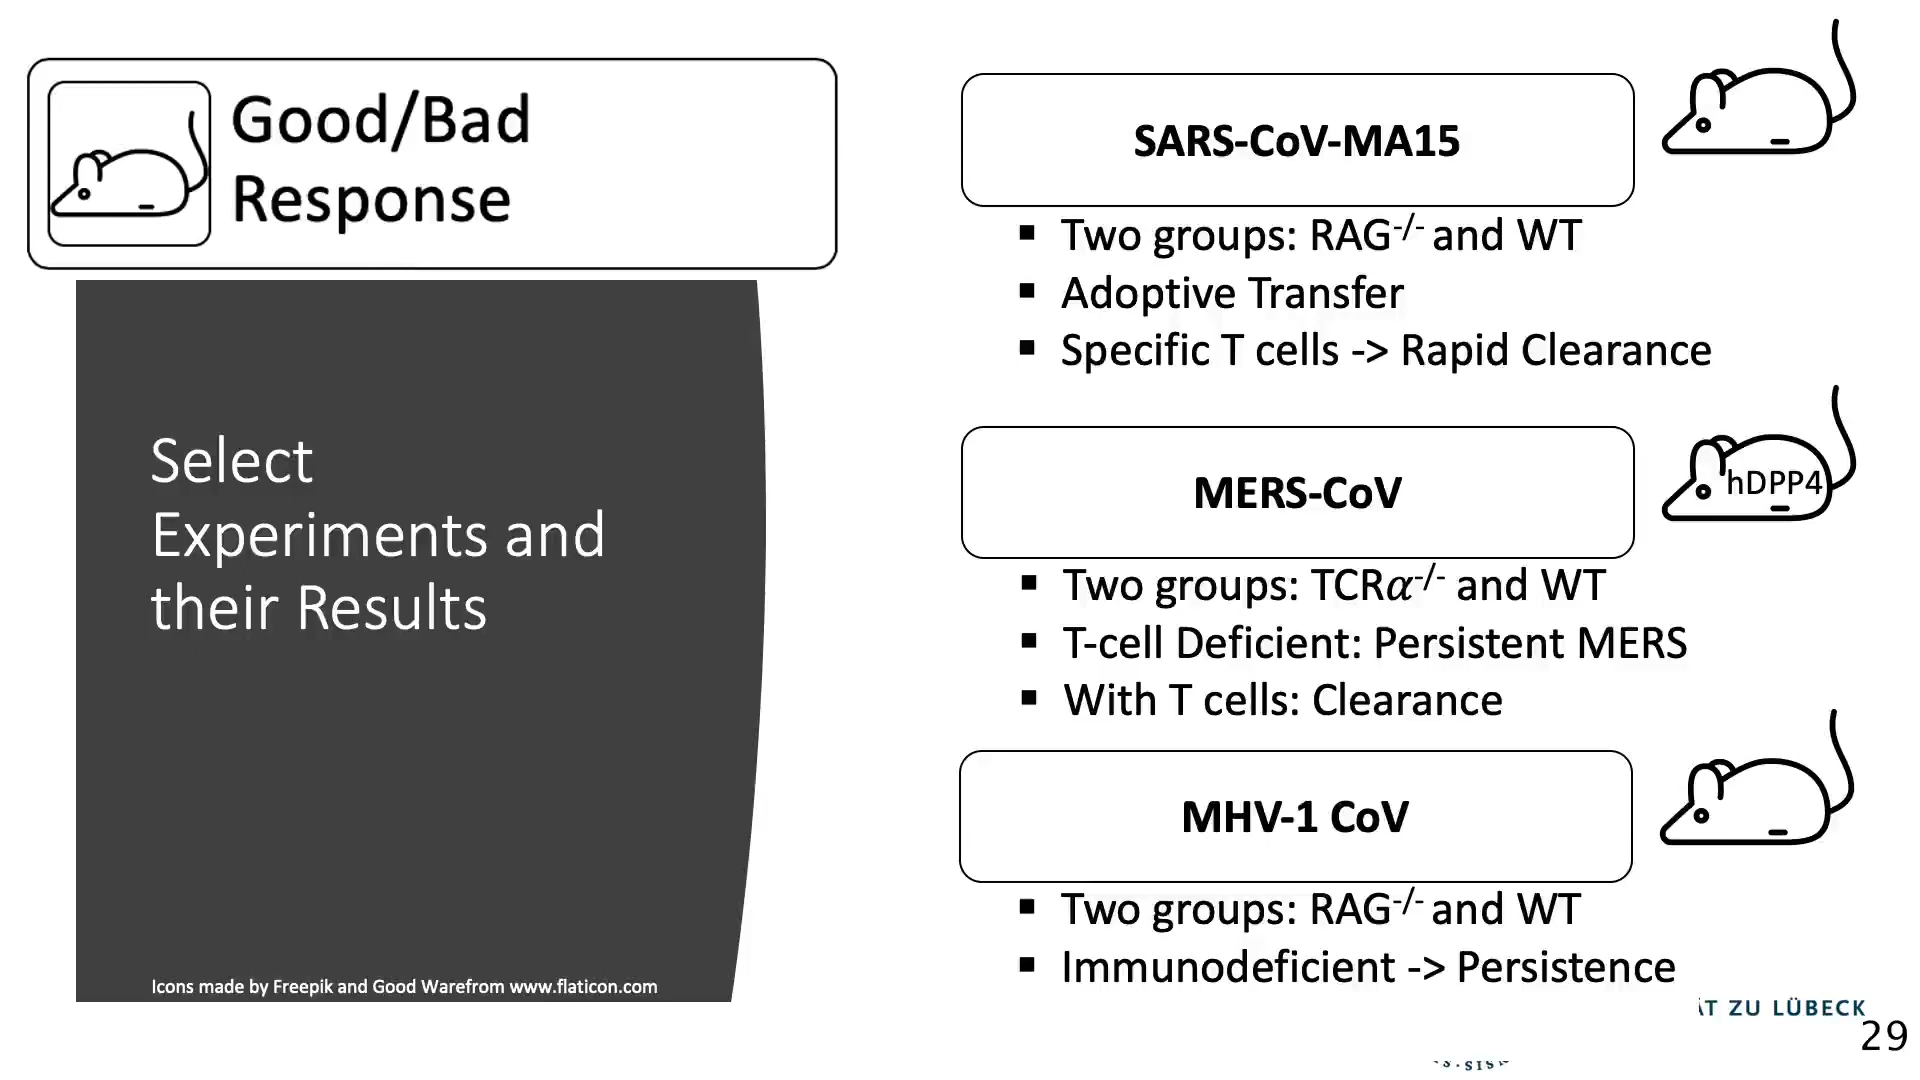 Good/Bad
Response
Select
Experiments and
their Results
Icons made by Freepik and Good Warefrom www.flaticon.com
SARS-CoV-MA15
▪ Two groups: RAG-/- and WT
▪ Adoptive Transfer
▪ Specific T cells -> Rapid Clearance
MERS-CoV
hDPP4
▪ Two groups: TCRα-/- and WT
▪ T-cell Deficient: Persistent MERS
▪ With T cells: Clearance
MHV-1 CoV
▪ Two groups: RAG-/- and WT
▪ Immunodeficient -> Persistence
ÄT ZU LÜBECK
29